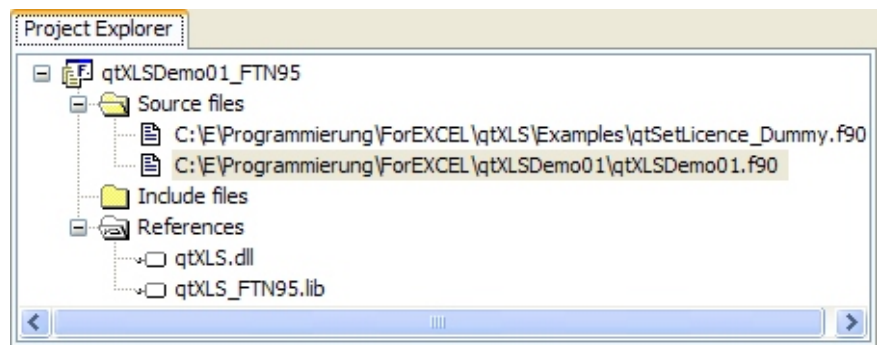 Project Explorer
qtXLSDemo01_FTN95
Source files
C:\E\Programmierung\ForEXCEL\qtXLS\Examples\qtSetLicence_Dummy.f90
C:\E\Programmierung\ForEXCEL\qtXLSDemo01\qtXLSDemo01.f90
Include files
References
qtXLS.dll
qtXLS_FTN95.lib